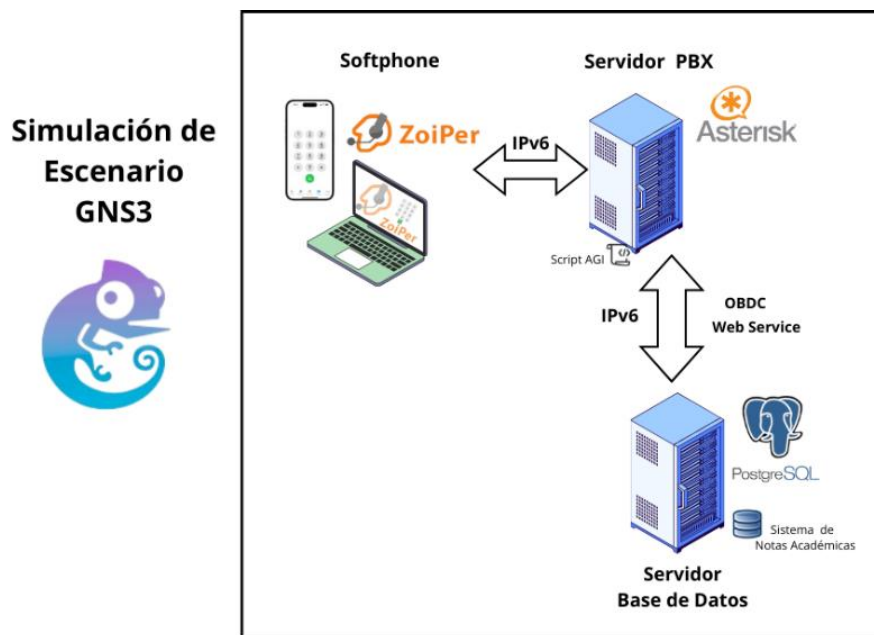 Simulación de
Escenario
GNS3
Softphone
ZoiPer
ZoiPer
IPv6
Servidor PBX
Asterisk
Script AGI
IPv6
OBDC
Web Service
PostgreSQL
Sistema de
Notas Académicas
Servidor
Base de Datos